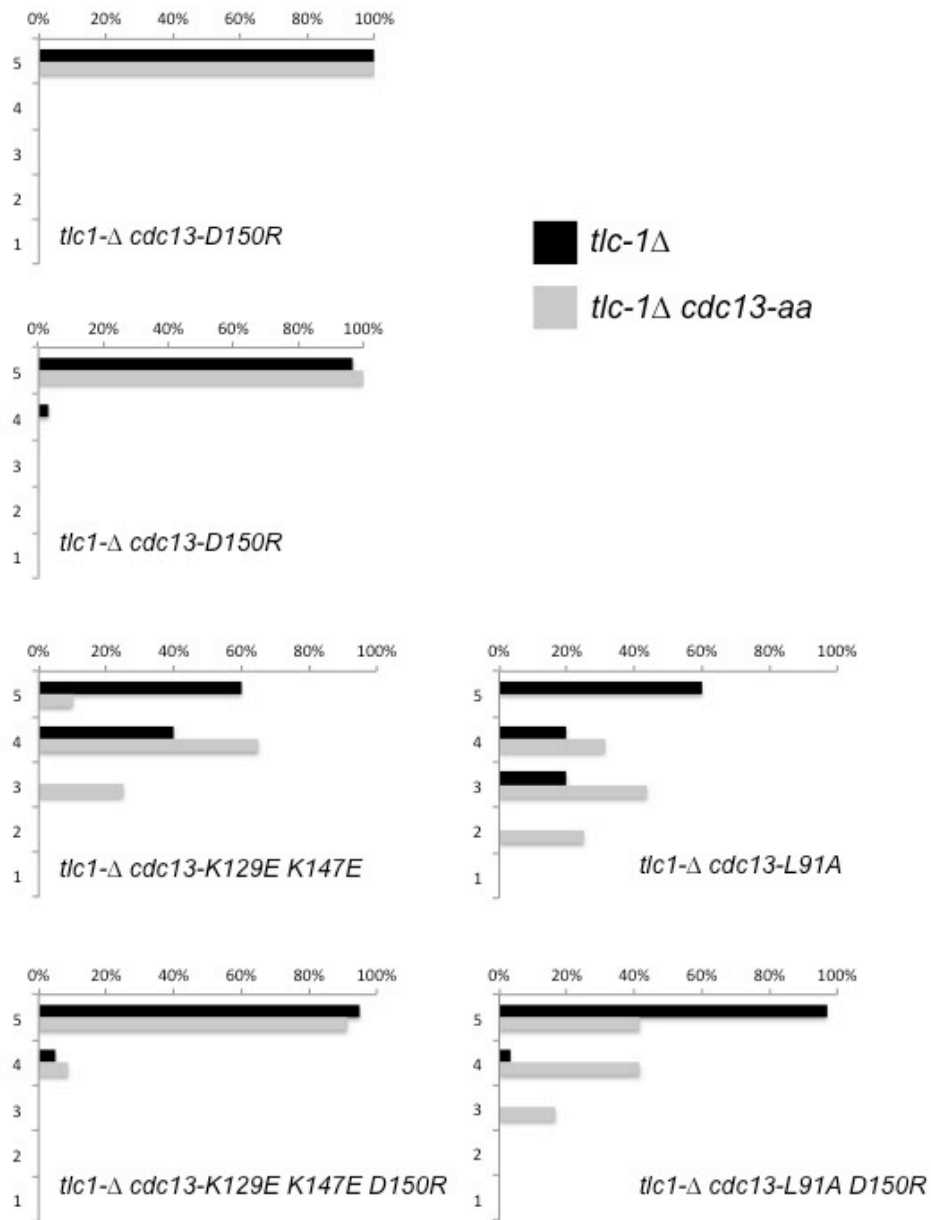 0% 20% 40% 60% 80% 100%
5
4
3
2
1
tlc1-Δ cdc13-D150R
tlc-1Δ
tlc-1Δ cdc13-aa
0% 20% 40% 60% 80% 100%
5
4
3
2
1
tlc1-Δ cdc13-D150R
0% 20% 40% 60% 80% 100%
5
4
3
2
1
tlc1-Δ cdc13-K129E K147E
0% 20% 40% 60% 80% 100%
5
4
3
2
1
tlc1-Δ cdc13-L91A
0% 20% 40% 60% 80% 100%
5
4
3
2
1
tlc1-Δ cdc13-K129E K147E D150R
0% 20% 40% 60% 80% 100%
5
4
3
2
1
tlc1-Δ cdc13-L91A D150R